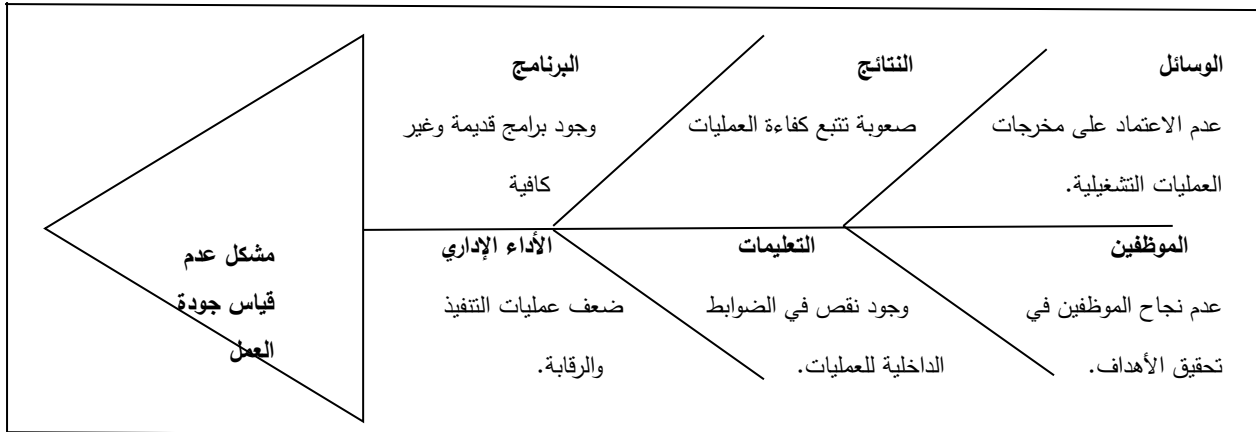 الوسائل
عدم الاعتماد على مخرجات
العمليات التشغيلية.
النتائج
صعوبة تتبع كفاءة العمليات
البرنامج
وجود برامج قديمة وغير
كافية
الموظفين
عدم نجاح الموظفين في
تحقيق الأهداف.
التعليمات
وجود نقص في الضوابط
الداخلية للعمليات.
الأداء الإداري
ضعف عمليات التنفيذ
والرقابة.
مشكل عدم
قياس جودة
العمل